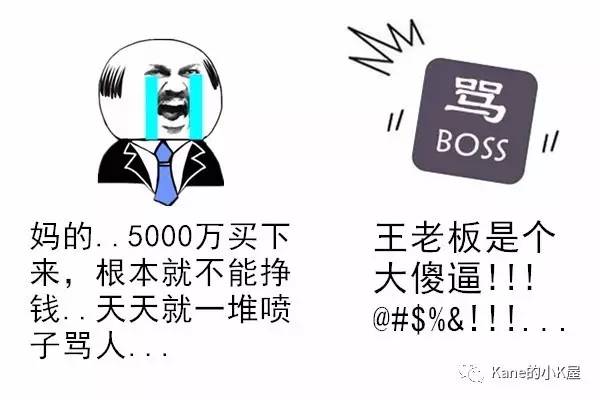 骂
BOSS
妈的..5000万买下
来，根本就不能挣
钱..天天就一堆喷
子骂人...
王老板是个
大傻逼!!!
@#$%&!!!...
Kane的小K屋